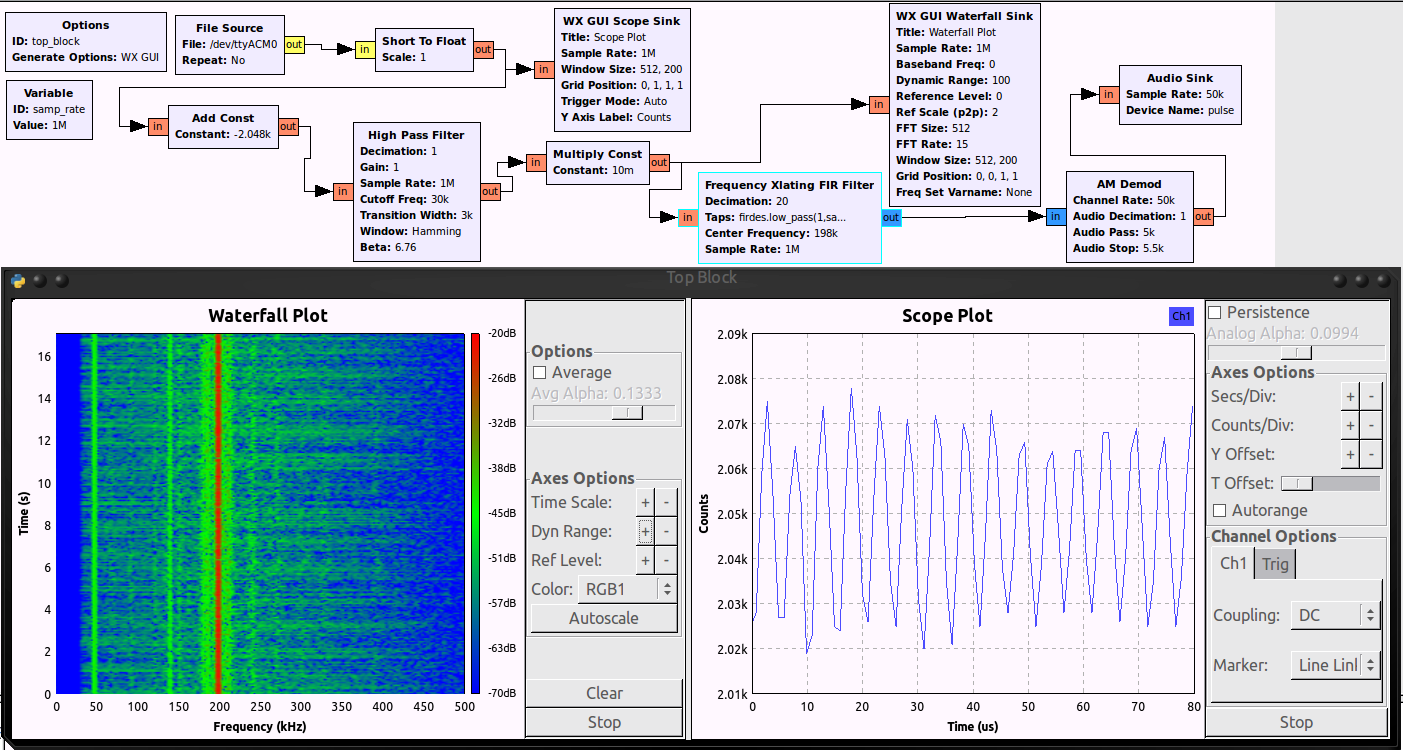 Options
ID: top_block
Generate Options: WX GUI
Variable
ID: samp_rate
Value: 1M
File Source
File: /dev/ttyACM0
Repeat: No
out
in
Short To Float
Scale: 1
out
in
WX GUI Scope Sink
Title: Scope Plot
Sample Rate: 1M
Window Size: 512, 200
Grid Position: 0, 1, 1, 1
Trigger Mode: Auto
Y Axis Label: Counts
in
Add Const
Constant: -2.048k
out
in
High Pass Filter
Decimation: 1
Gain: 1
Sample Rate: 1M
Cutoff Freq: 30k
Transition Width: 3k
Window: Hamming
Beta: 6.76
out
in
Multiply Const
Constant: 10m
out
in
WX GUI Waterfall Sink
Title: Waterfall Plot
Sample Rate: 1M
Baseband Freq: 0
Dynamic Range: 100
Reference Level: 0
Ref Scale (p2p): 2
FFT Size: 512
FFT Rate: 15
Window Size: 512, 200
Grid Position: 0, 0, 1, 1
Freq Set Varname: None
in
Frequency Xlating FIR Filter
Decimation: 20
Taps: firdes.low_pass(1,sa...
Center Frequency: 198k
Sample Rate: 1M
out
in
AM Demod
Channel Rate: 50k
Audio Decimation: 1
Audio Pass: 5k
Audio Stop: 5.5k
out
in
Audio Sink
Sample Rate: 50k
Device Name: pulse
Top Block
Waterfall Plot
Time (s)
16
14
12
10
8
6
4
2
0
0 50 100 150 200 250 300 350 400 450 500
Frequency (kHz)
-20dB
-26dB
-32dB
-38dB
-45dB
-51dB
-57dB
-63dB
-70dB
Options
Average
Avg Alpha: 0.1333
Axes Options
Time Scale: + -
Dyn Range: + -
Ref Level: + -
Color: RGB1
Autoscale
Clear
Stop
Scope Plot
Ch1
Counts
2.09k
2.08k
2.07k
2.06k
2.05k
2.04k
2.03k
2.02k
2.01k
0 10 20 30 40 50 60 70 80
Time (us)
Persistence
Analog Alpha: 0.0994
Axes Options
Secs/Div: + -
Counts/Div: + -
Y Offset: + -
T Offset:
Autorange
Channel Options
Ch1 Trig
Coupling: DC
Marker: Line Linl
Stop